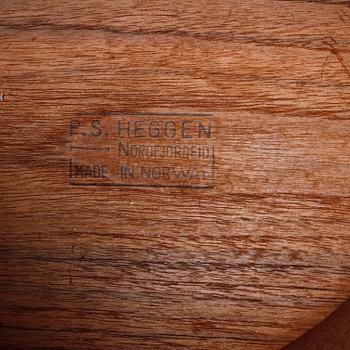 P.S. HEGGEN
NORDFJORDEID
MADE IN NORWAY